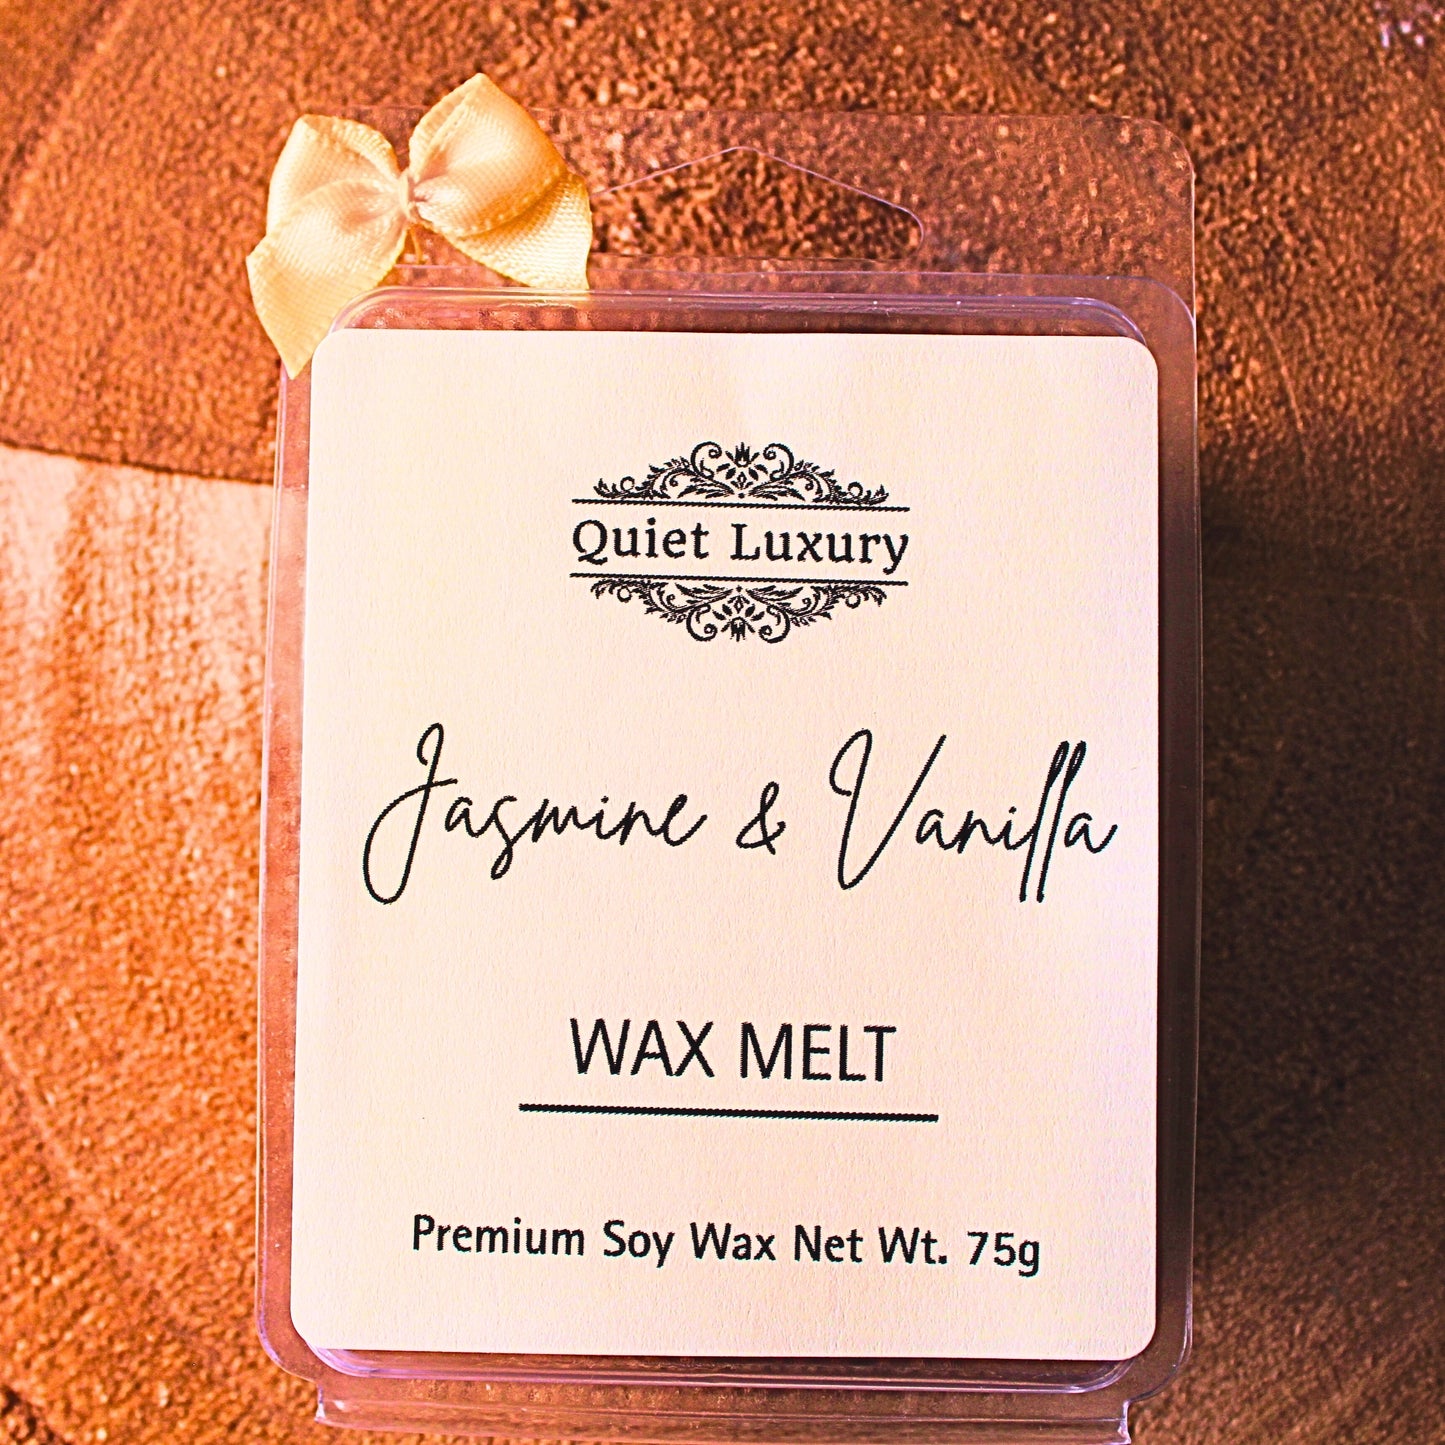 Quiet Luxury
Jasmine & Vanilla
WAX MELT
Premium Soy Wax Net Wt. 75g